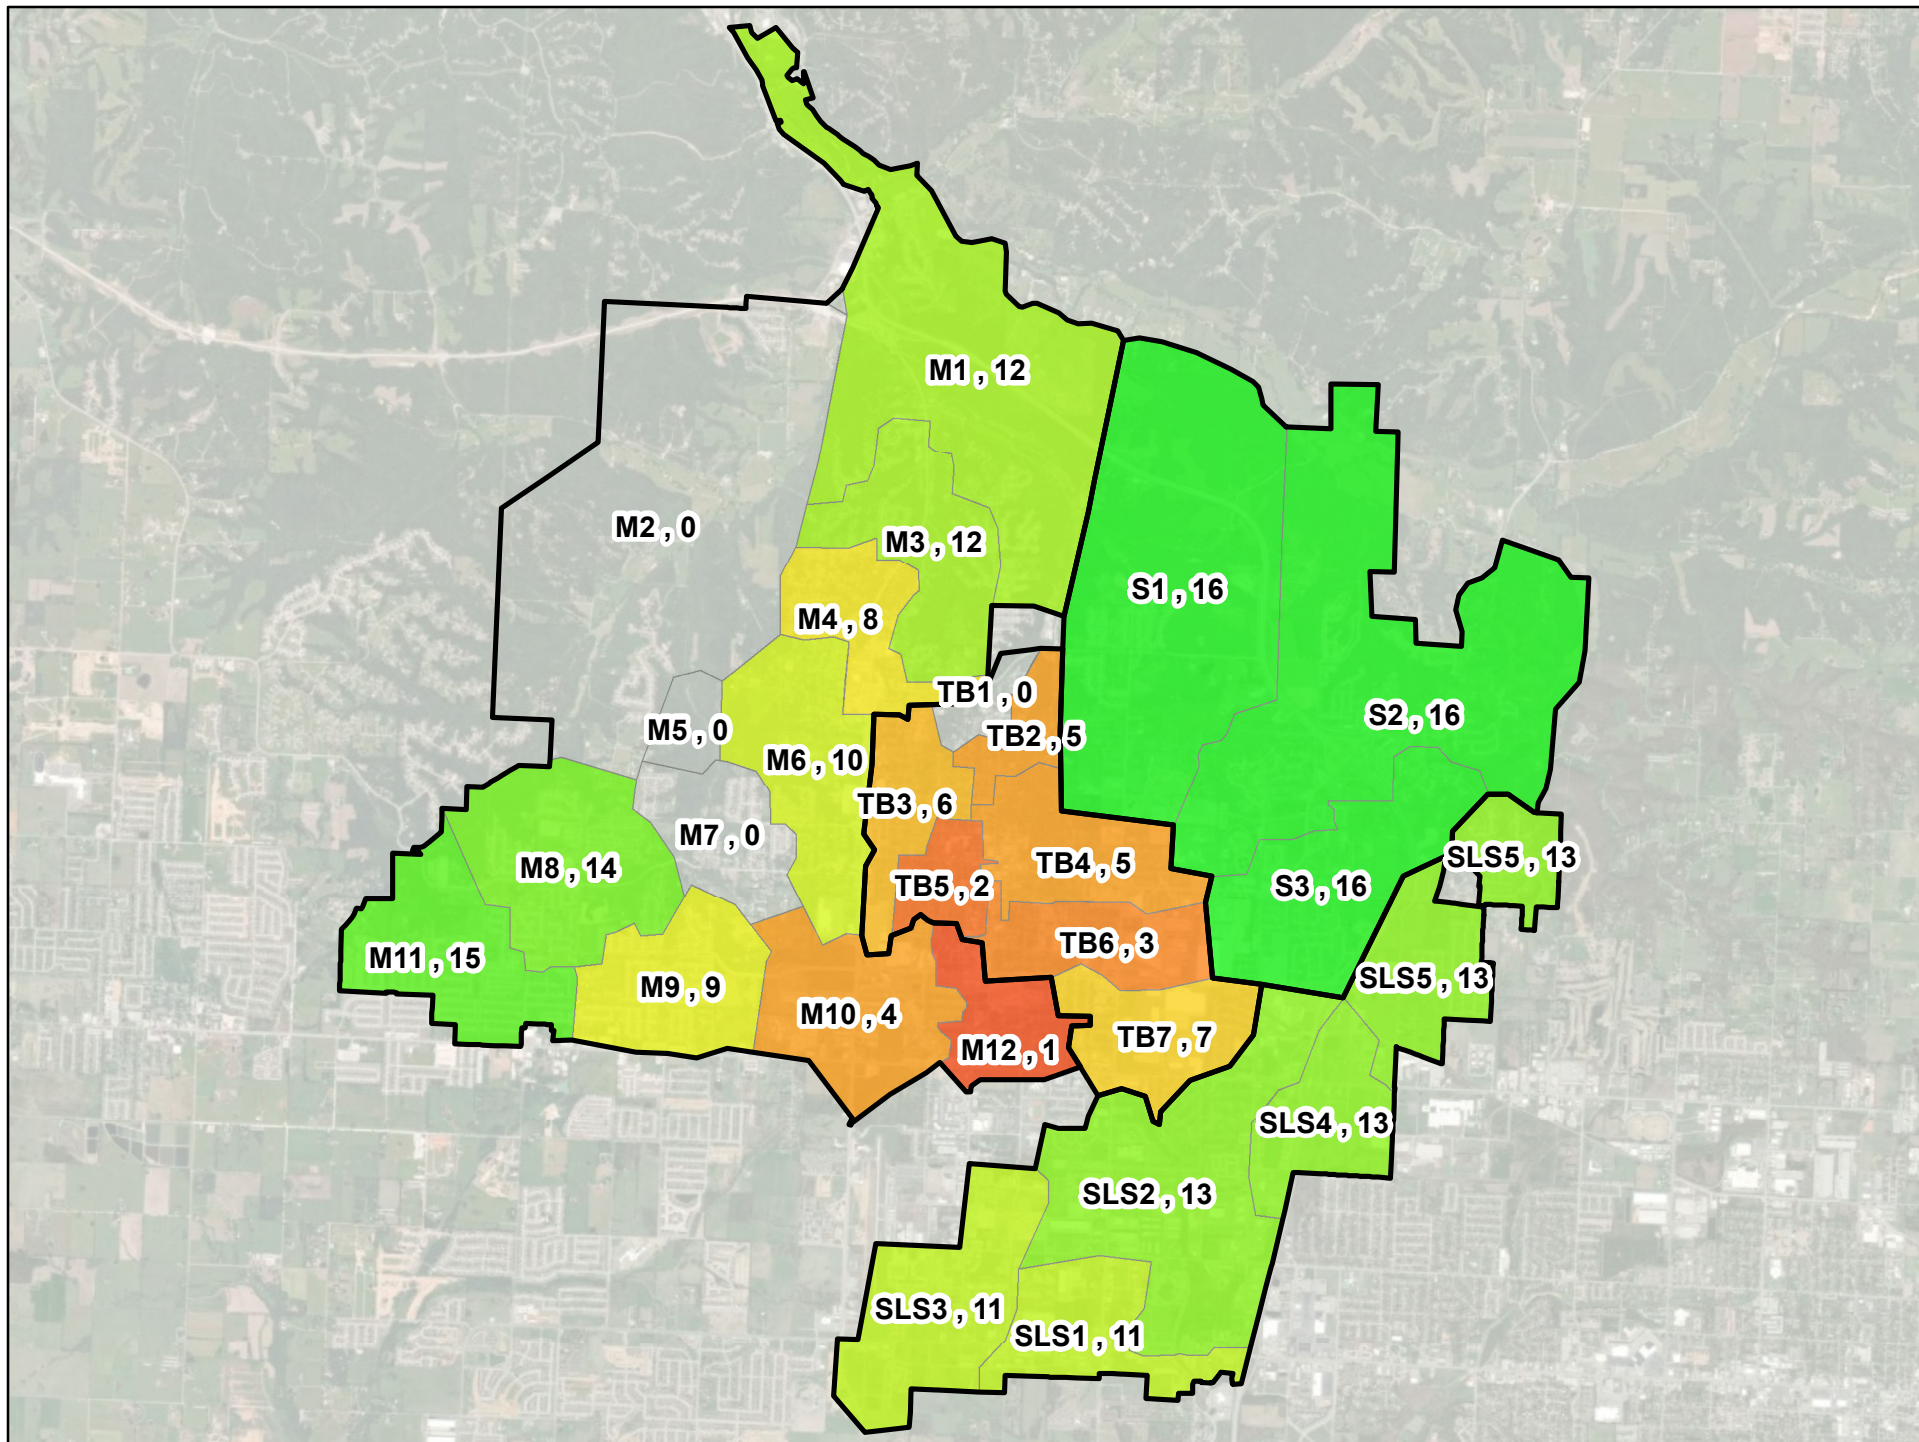 M1 , 12
M2 , 0
M3 , 12
S1 , 16
M4 , 8
TB1 , 0
S2 , 16
M5 , 0
TB2 , 5
M6 , 10
TB3 , 6
M7 , 0
SLS5 , 13
TB4 , 5
M8 , 14
TB5 , 2
S3 , 16
TB6 , 3
M11 , 15
SLS5 , 13
M9 , 9
M10 , 4
TB7 , 7
M12 , 1
SLS4 , 13
SLS2 , 13
SLS3 , 11
SLS1 , 11